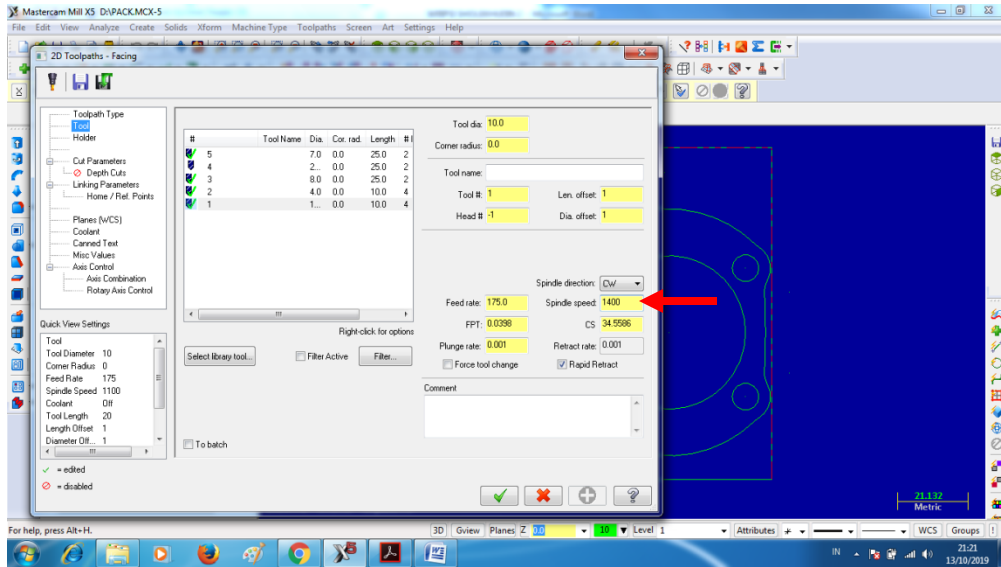 Mastercam Mill X5 D:\PACK.MCX-5
File Edit View Analyze Create Solids Xform Machine Type Toolpaths Screen Art Settings Help
2D Toolpaths - Facing
Toolpath Type
Tool
Holder
Cut Parameters
Depth Cuts
Linking Parameters
Home / Ref. Points
Planes (WCS)
Coolant
Canned Text
Misc Values
Axis Control
Axis Combination
Rotary Axis Control
# Tool Name Dia. Cor. rad. Length
5 7.0 0.0 25.0 2
4 2... 0.0 25.0 2
3 8.0 0.0 25.0 2
2 4.0 0.0 10.0 4
1 1... 0.0 10.0 4
Right-click for options
Select library tool...
Filter Active
Filter...
To batch
Tool dia: 10.0
Corner radius: 0.0
Tool name:
Tool #: 1 Len. offset: 1
Head # -1 Dia. offset: 1
Spindle direction: CW
Feed rate: 175.0 Spindle speed: 1400
FPT: 0.0398 CS 34.5586
Plunge rate: 0.001 Retract rate: 0.001
Force tool change Rapid Retract
Comment
Quick View Settings
Tool
Tool Diameter 10
Corner Radius 0
Feed Rate 175
Spindle Speed 1100
Coolant Off
Tool Length 20
Length Offset 1
Diameter Off... 1
= edited
= disabled
21.132
Metric
For help, press Alt+H.
3D Gview Planes Z 0.0 10 Level 1 Attributes WCS Groups
IN 21:21
13/10/2019